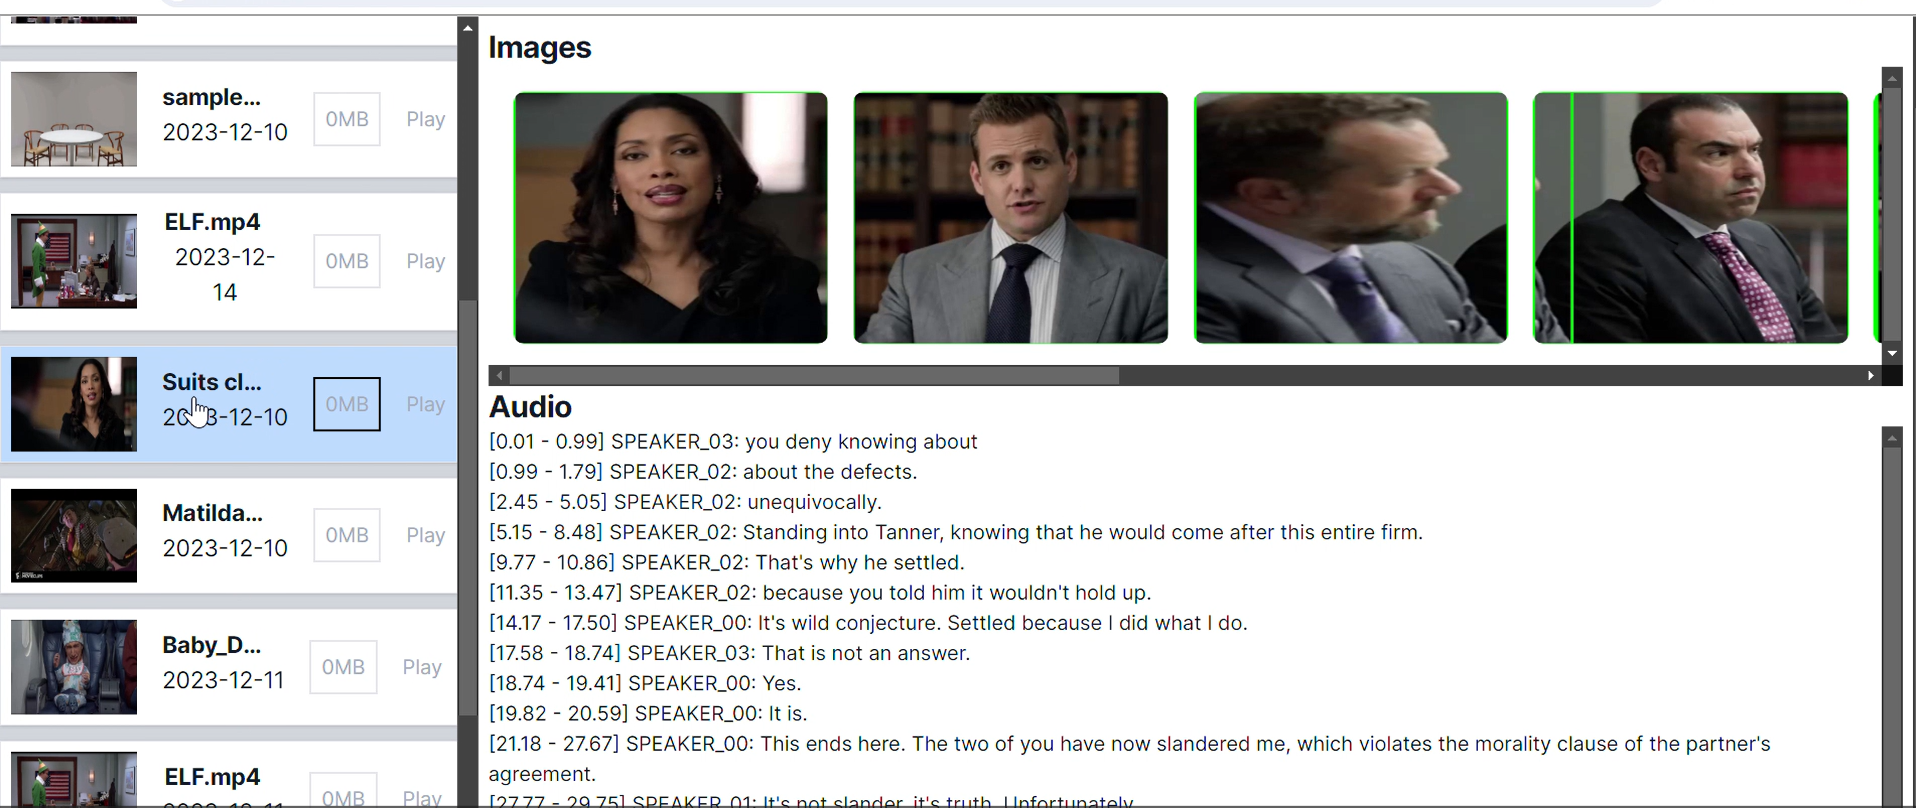 sample...
2023-12-10
0MB
Play
ELF.mp4
2023-12-
14
0MB
Play
Suits cl...
2023-12-10
0MB
Play
Matilda...
2023-12-10
0MB
Play
Baby_D...
2023-12-11
0MB
Play
ELF.mp4
2023-12-11
0MB
Play
Images
Audio
[0.01 - 0.99] SPEAKER_03: you deny knowing about
[0.99 - 1.79] SPEAKER_02: about the defects.
[2.45 - 5.05] SPEAKER_02: unequivocally.
[5.15 - 8.48] SPEAKER_02: Standing into Tanner, knowing that he would come after this entire firm.
[9.77 - 10.86] SPEAKER_02: That's why he settled.
[11.35 - 13.47] SPEAKER_02: because you told him it wouldn't hold up.
[14.17 - 17.50] SPEAKER_00: It's wild conjecture. Settled because I did what I do.
[17.58 - 18.74] SPEAKER_03: That is not an answer.
[18.74 - 19.41] SPEAKER_00: Yes.
[19.82 - 20.59] SPEAKER_00: It is.
[21.18 - 27.67] SPEAKER_00: This ends here. The two of you have now slandered me, which violates the morality clause of the partner's
agreement.
[27.77 - 29.75] SPEAKER_01: It's not slander, it's truth. Unfortunately